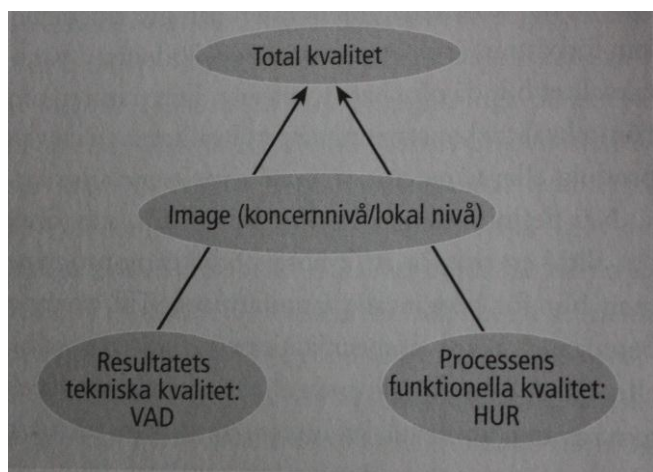 Total kvalitet
Image (koncernnivå/lokal nivå)
Resultatets
tekniska kvalitet:
VAD
Processens
funktionella kvalitet:
HUR